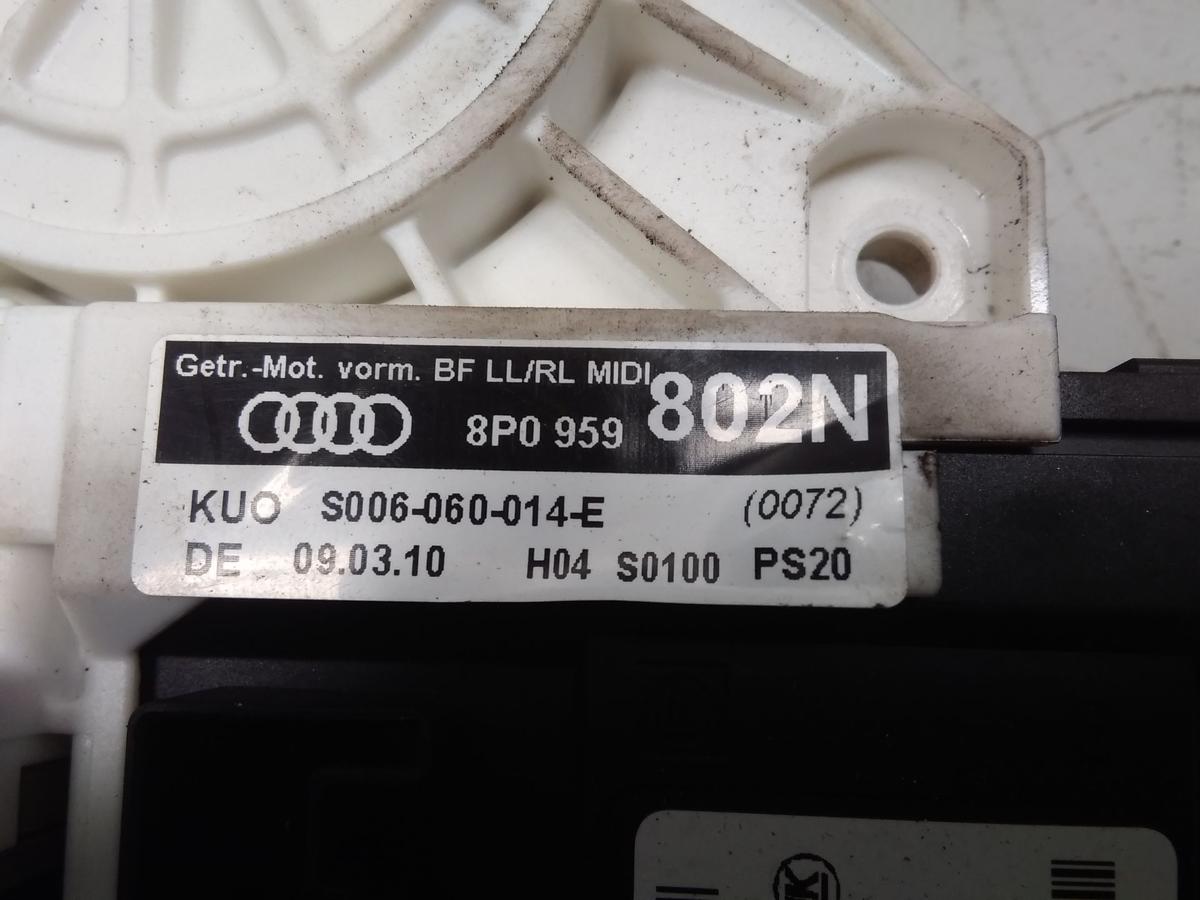 Getr.-Mot. vorm. BF LL/RL MIDI
8P0 959 802N
KUO S006-060-014-E (0072)
DE 09.03.10 H04 S0100 PS20